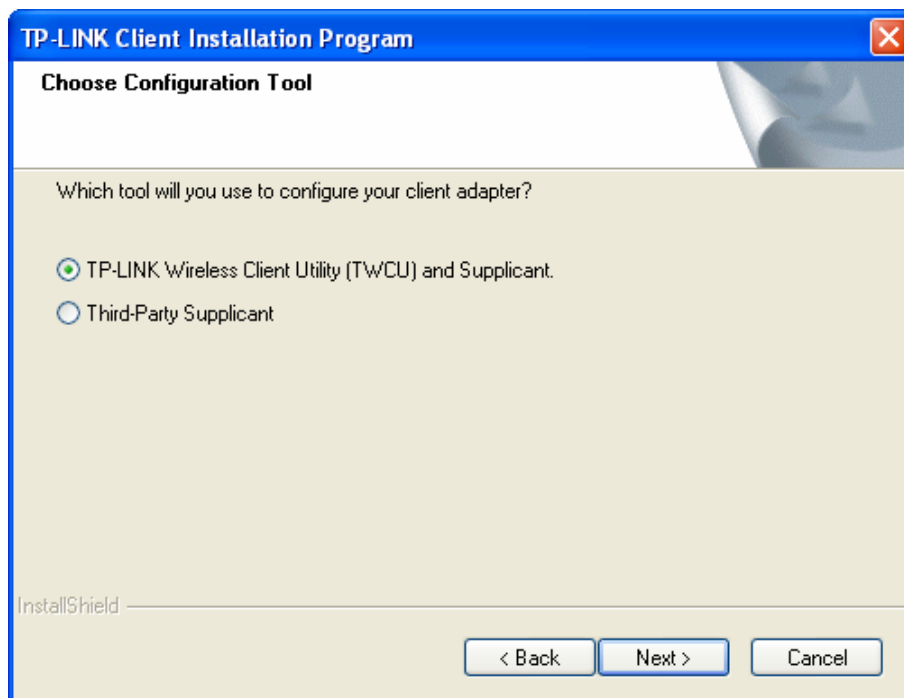 TP-LINK Client Installation Program
Choose Configuration Tool
Which tool will you use to configure your client adapter?
TP-LINK Wireless Client Utility (TWCU) and Supplicant.
Third-Party Supplicant
InstallShield
< Back
Next >
Cancel